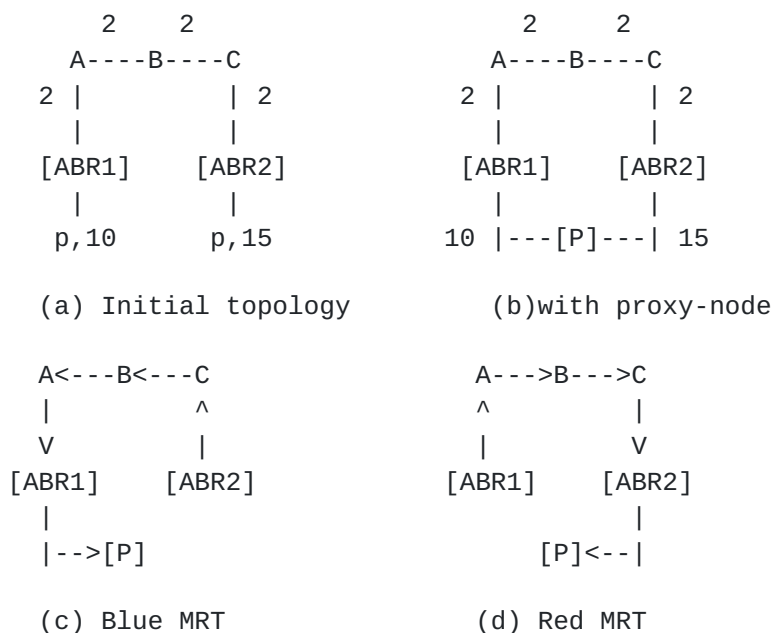 2    2                     2    2
A----B----C                A----B----C
2 |         | 2          2 |         | 2
|         |                |         |
[ABR1]    [ABR2]           [ABR1]    [ABR2]
|         |                |         |
p,10      p,15          10 |---[P]---| 15
(a) Initial topology         (b)with proxy-node
A<---B<---C                A--->B--->C
|         ^                ^         |
V         |                |         V
[ABR1]    [ABR2]           [ABR1]    [ABR2]
|                                    |
|-->[P]                        [P]<--|
(c) Blue MRT                (d) Red MRT